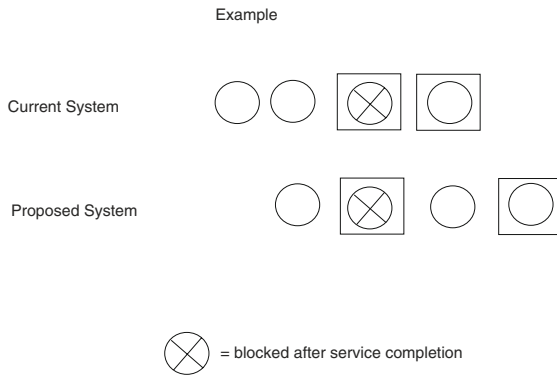 Example
Current System
Proposed System
= blocked after service completion